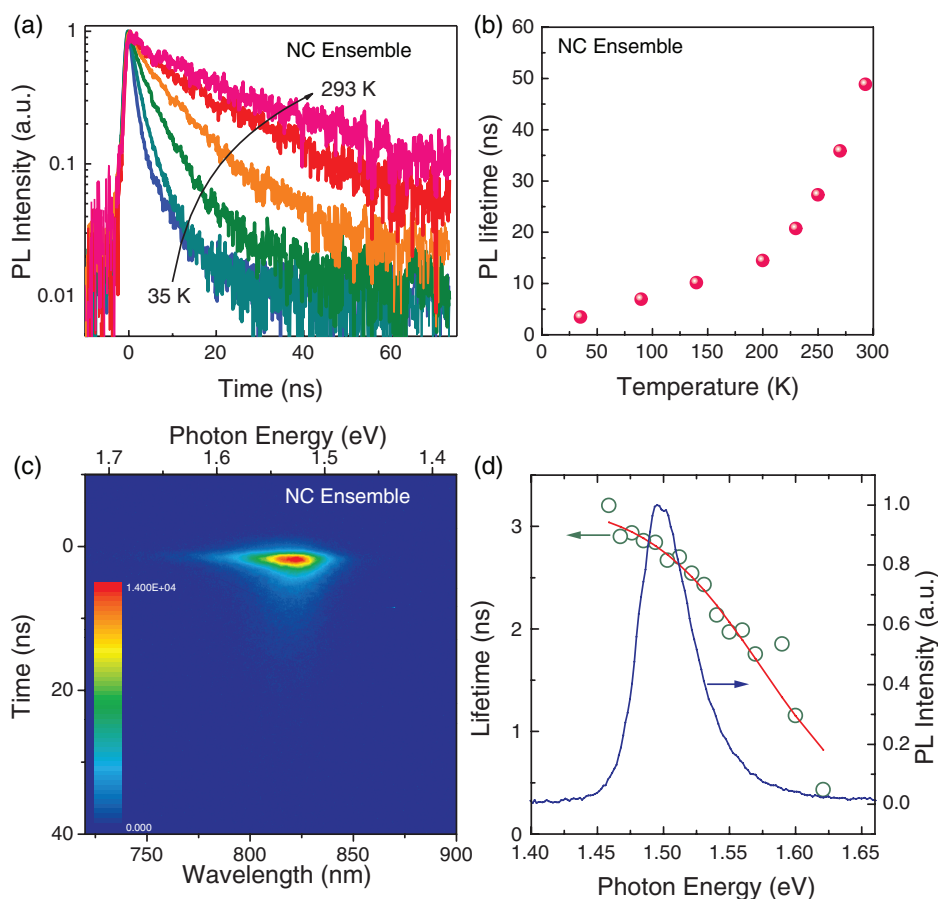 (a)
NC Ensemble
293 K
35 K
1
0.1
0.01
PL Intensity (a.u.)
0 20 40 60
Time (ns)
(b)
NC Ensemble
60
50
40
30
20
10
0
PL lifetime (ns)
0 50 100 150 200 250 300
Temperature (K)
(c)
Photon Energy (eV)
1.7 1.6 1.5 1.4
NC Ensemble
1.400E+04
0.000
0
20
40
Time (ns)
750 800 850 900
Wavelength (nm)
(d)
3
2
1
0
Lifetime (ns)
1.0
0.8
0.6
0.4
0.2
0.0
PL Intensity (a.u.)
1.40 1.45 1.50 1.55 1.60 1.65
Photon Energy (eV)